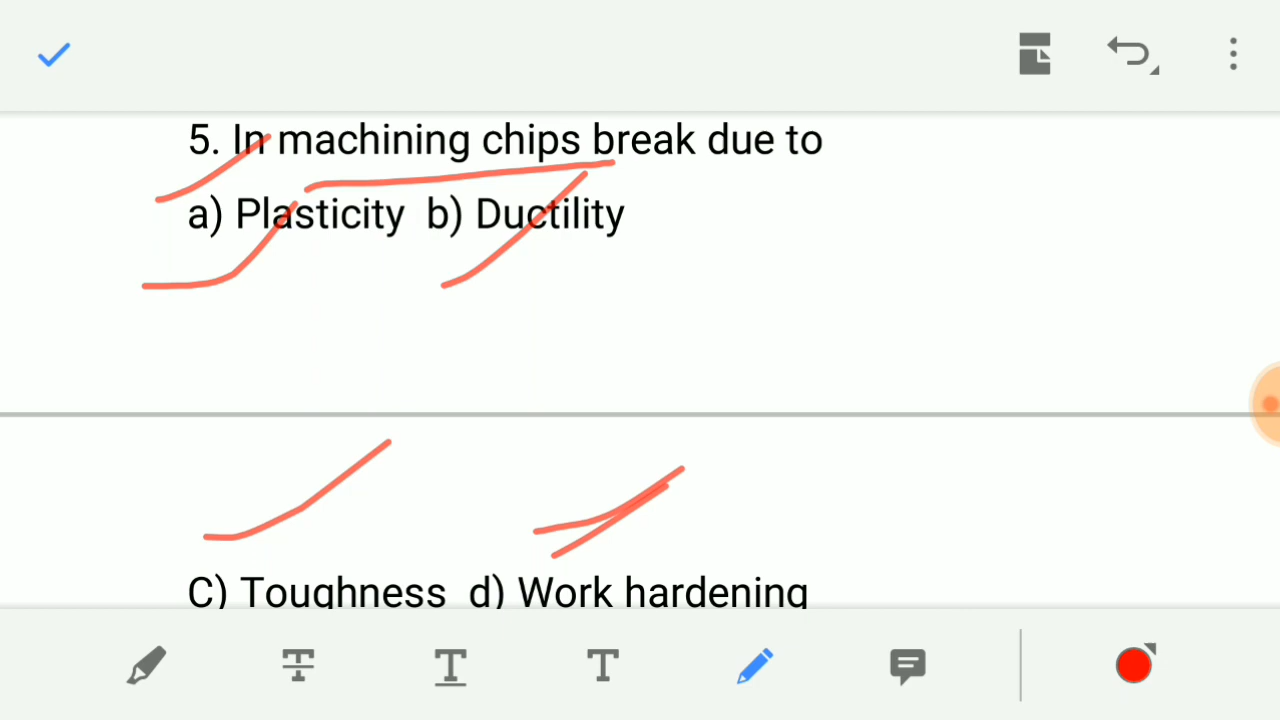 5. In machining chips break due to
a) Plasticity b) Ductility
C) Toughness d) Work hardening
T
T
T